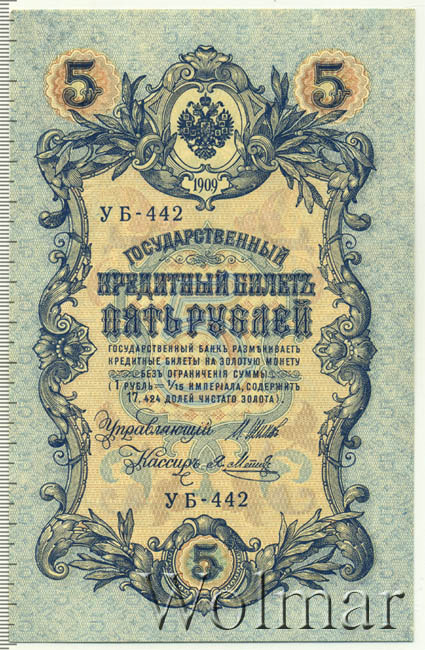 5 5
1909
УБ-442
ГОСУДАРСТВЕННЫЙ
КРЕДИТНЫЙ БИЛЕТЪ
ПЯТЬ РУБЛЕЙ
ГОСУДАРСТВЕННЫЙ БАНКЪ РАЗМѢНИВАЕТЪ
КРЕДИТНЫЕ БИЛЕТЫ НА ЗОЛОТУЮ МОНЕТУ
БЕЗЪ ОГРАНИЧЕНІЯ СУММЫ
(1 РУБЛЬ = 1/15 ИМПЕРІАЛА, СОДЕРЖИТЪ
17,424 ДОЛЕЙ ЧИСТАГО ЗОЛОТА).
Управляющій
Кассиръ
УБ-442
5
Wolmar